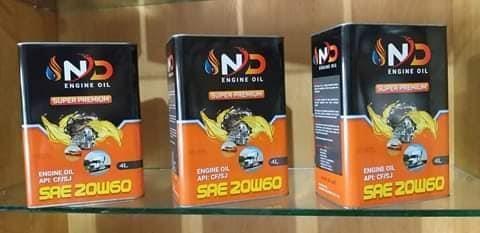 ND
ENGINE OIL
SUPER PREMIUM
4L
ENGINE OIL
API: CF/SJ
SAE 20W60
ND
ENGINE OIL
SUPER PREMIUM
4L
ENGINE OIL
API: CF/SJ
SAE 20W60
ND
ENGINE OIL
SUPER PREMIUM
4L
ENGINE OIL
API: CF/SJ
SAE 20W60